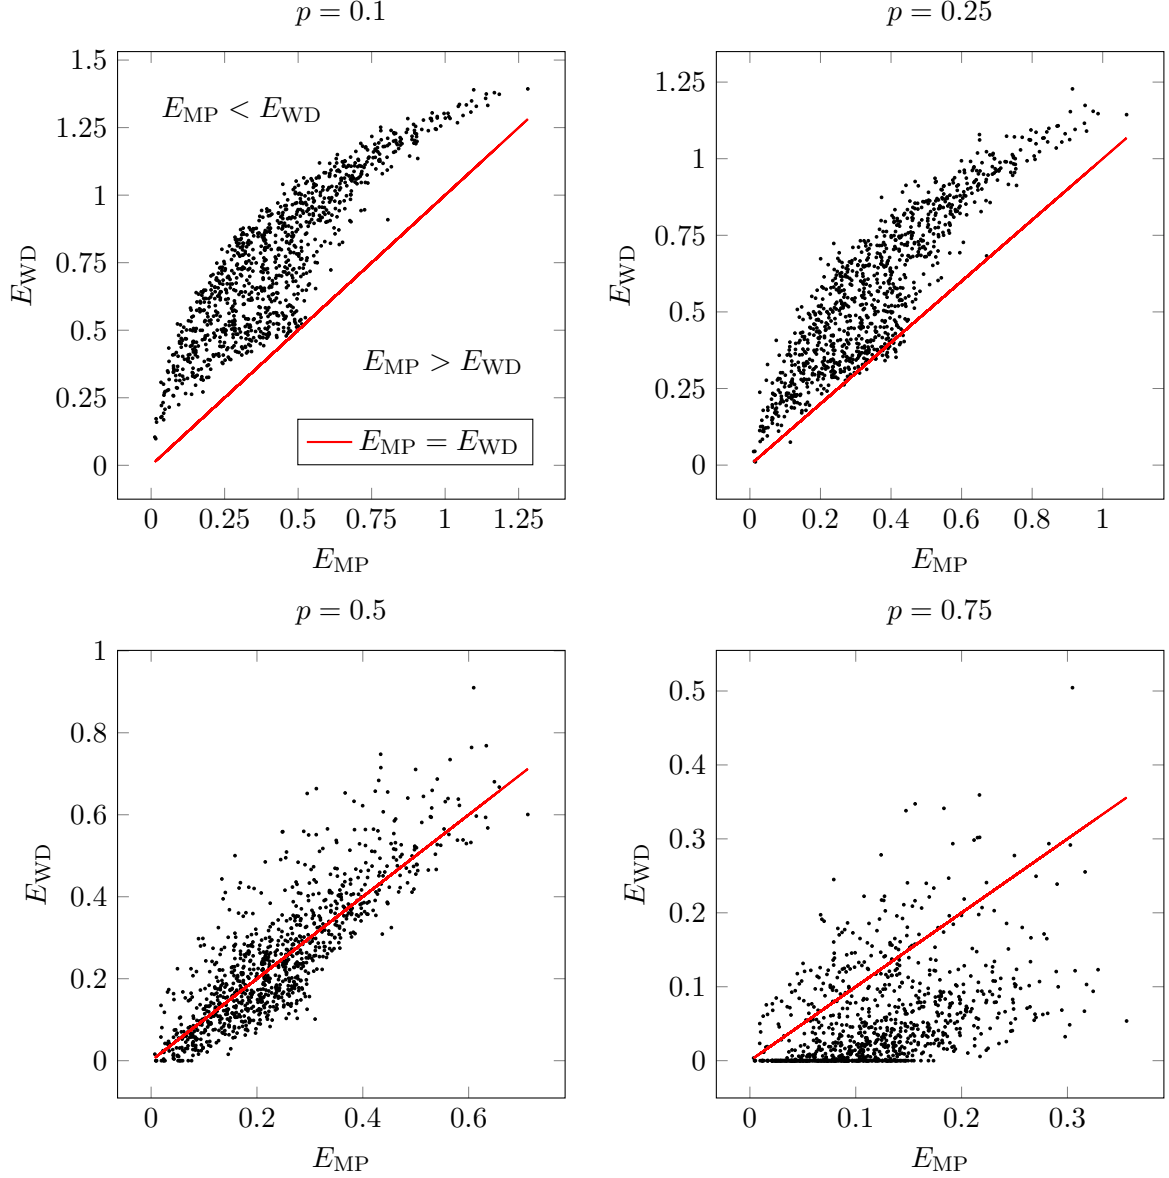 p = 0.1
1.5
1.25
1
0.75
0.5
0.25
0
E_WD
E_MP < E_WD
E_MP > E_WD
E_MP = E_WD
0 0.25 0.5 0.75 1 1.25
E_MP
p = 0.25
1.25
1
0.75
0.5
0.25
0
E_WD
0 0.2 0.4 0.6 0.8 1
E_MP
p = 0.5
1
0.8
0.6
0.4
0.2
0
E_WD
0 0.2 0.4 0.6
E_MP
p = 0.75
0.5
0.4
0.3
0.2
0.1
0
E_WD
0 0.1 0.2 0.3
E_MP